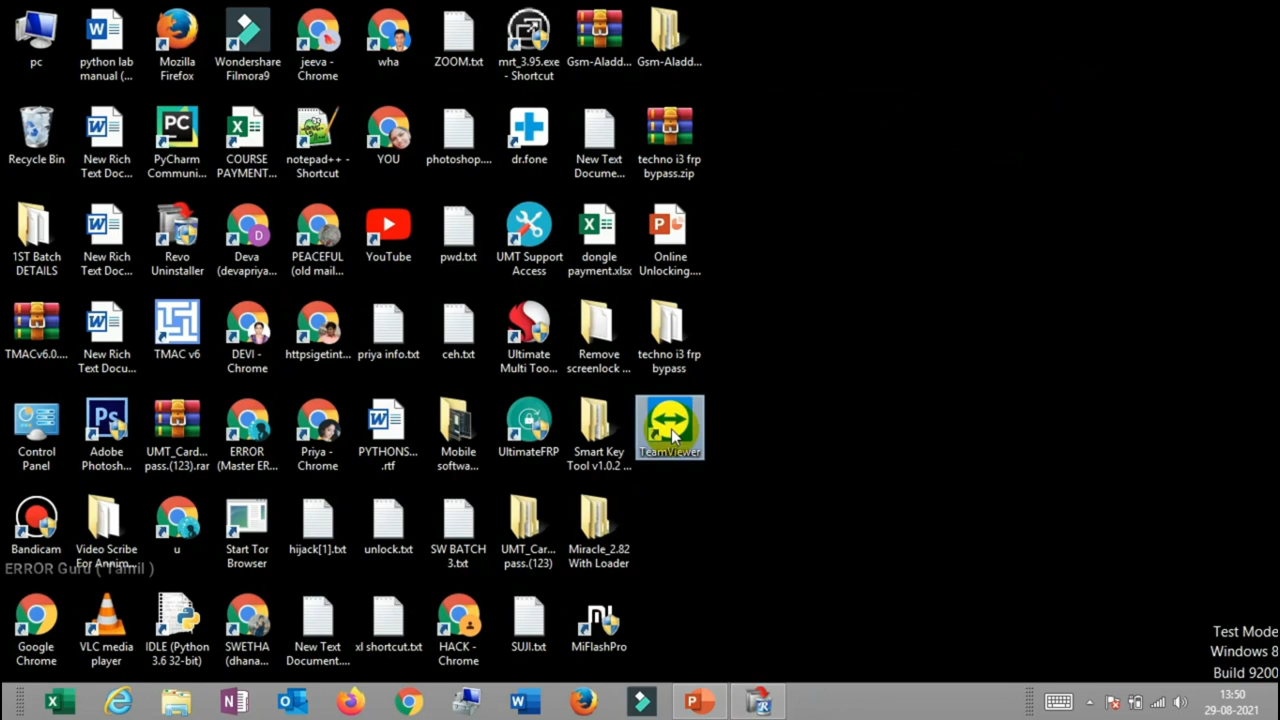 pc
python lab
manual (...
Mozilla
Firefox
Wondershare
Filmora9
jeeva -
Chrome
wha
ZOOM.txt
mrt_3.95.exe
- Shortcut
Gsm-Aladd...
Gsm-Aladd...
Recycle Bin
New Rich
Text Doc...
PC
PyCharm
Communi...
COURSE
PAYMENT...
notepad++ -
Shortcut
YOU
photoshop....
dr.fone
New Text
Docume...
techno i3 frp
bypass.zip
1ST Batch
DETAILS
New Rich
Text Doc...
Revo
Uninstaller
D
Deva
(devapriya...
PEACEFUL
(old mail...
YouTube
pwd.txt
UMT Support
Access
dongle
payment.xlsx
Online
Unlocking....
TMACv6.0....
New Rich
Text Docu...
TMAC v6
DEVI -
Chrome
httpsigetint...
priya info.txt
ceh.txt
Ultimate
Multi Too...
Remove
screenlock ...
techno i3 frp
bypass
Control
Panel
Ps
Adobe
Photosh...
UMT_Card...
pass.(123).rar
ERROR
(Master ER...
Priya -
Chrome
PYTHONS...
.rtf
Mobile
softwa...
UltimateFRP
Smart Key
Tool v1.0.2 ...
TeamViewer
Bandicam
Video Scribe
For Annim...
u
Start Tor
Browser
hijack[1].txt
unlock.txt
SW BATCH
3.txt
UMT_Car...
pass.(123)
Miracle_2.82
With Loader
ERROR Guru ( Tamil )
Google
Chrome
VLC media
player
IDLE (Python
3.6 32-bit)
SWETHA
(dhana...
New Text
Document....
xl shortcut.txt
HACK -
Chrome
SUJI.txt
MiFlashPro
Test Mode
Windows 8
Build 9200
13:50
29-08-2021